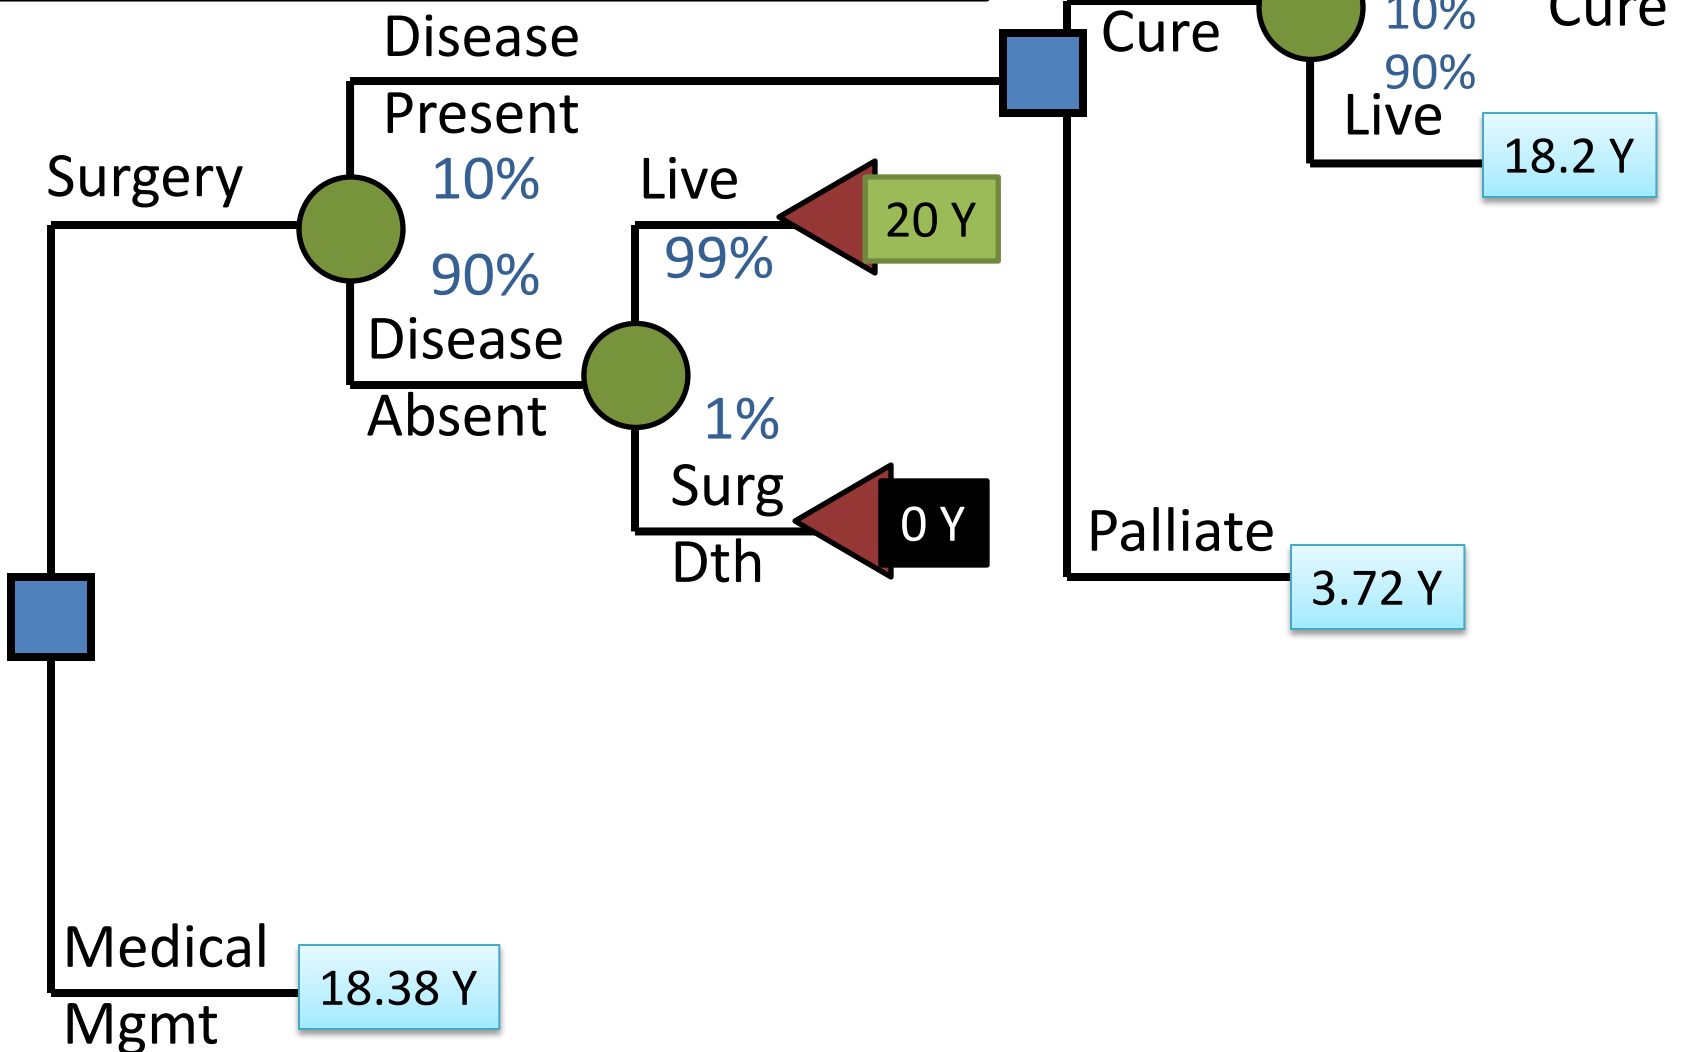 Disease
Present
10%
90%
Surgery
Live
99%
20 Y
Disease
Absent
1%
Surg
Dth
0 Y
Cure
10%
Cure
90%
Live
18.2 Y
Palliate
3.72 Y
Medical
Mgmt
18.38 Y